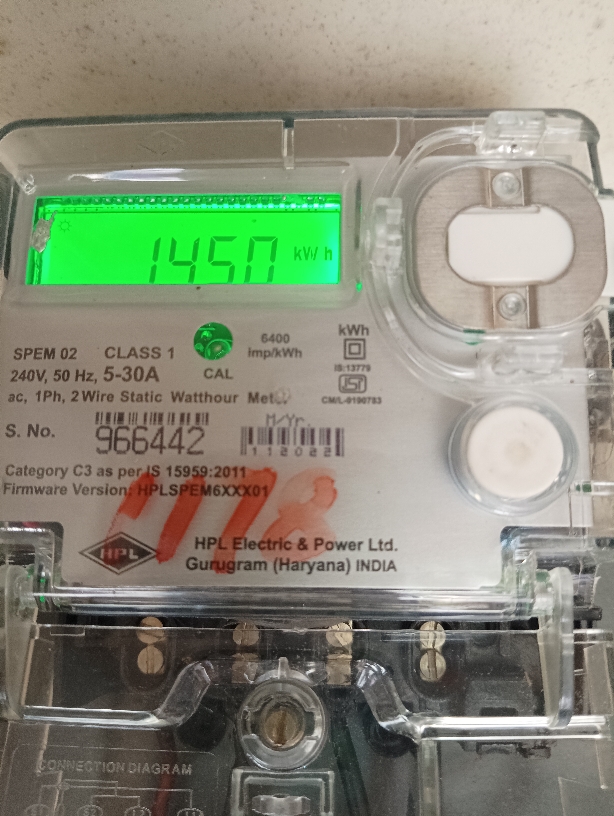 1450 kWh
SPEM 02 CLASS 1
6400 imp/kWh
kWh
240V, 50 Hz, 5-30A
CAL
IS:13779
ac, 1Ph, 2 Wire Static Watthour Meter
CM/L-9190783
S. No. 966442
M/Yr.
112022
Category C3 as per IS 15959:2011
Firmware Version: HPLSPEM6XXX01
HPL
HPL Electric & Power Ltd.
Gurugram (Haryana) INDIA
CONNECTION DIAGRAM